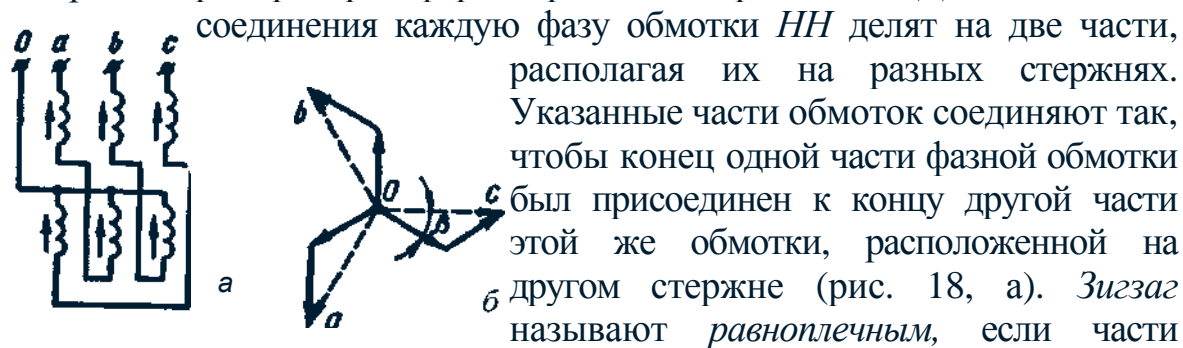 соединения каждую фазу обмотки НН делят на две части,
0 a b c
располагая их на разных стержнях.
Указанные части обмоток соединяют так,
чтобы конец одной части фазной обмотки
был присоединен к концу другой части
этой же обмотки, расположенной на
другом стержне (рис. 18, а). Зигзаг
называют равноплечным, если части
а
b
0
c
β
a
б